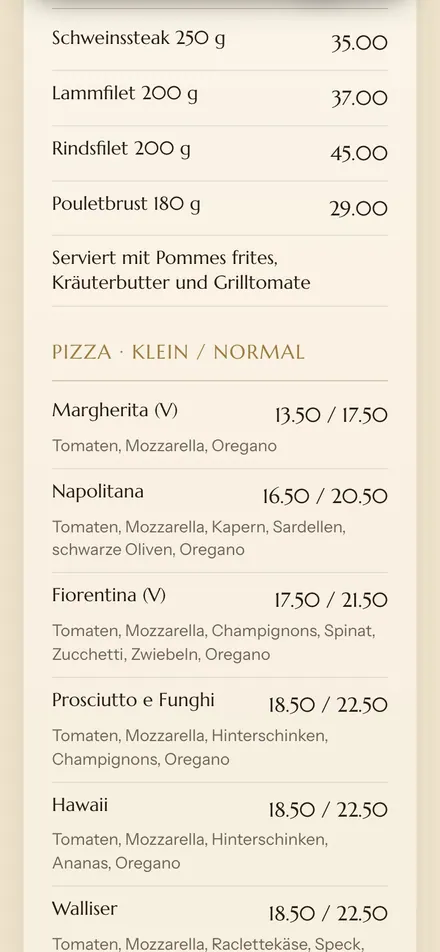 Schweinssteak 250 g 35.00
Lammfilet 200 g 37.00
Rindsfilet 200 g 45.00
Pouletbrust 180 g 29.00
Serviert mit Pommes frites,
Kräuterbutter und Grilltomate
PIZZA · KLEIN / NORMAL
Margherita (V) 13.50 / 17.50
Tomaten, Mozzarella, Oregano
Napolitana 16.50 / 20.50
Tomaten, Mozzarella, Kapern, Sardellen,
schwarze Oliven, Oregano
Fiorentina (V) 17.50 / 21.50
Tomaten, Mozzarella, Champignons, Spinat,
Zucchetti, Zwiebeln, Oregano
Prosciutto e Funghi 18.50 / 22.50
Tomaten, Mozzarella, Hinterschinken,
Champignons, Oregano
Hawaii 18.50 / 22.50
Tomaten, Mozzarella, Hinterschinken,
Ananas, Oregano
Walliser 18.50 / 22.50
Tomaten, Mozzarella, Raclettekäse, Speck,